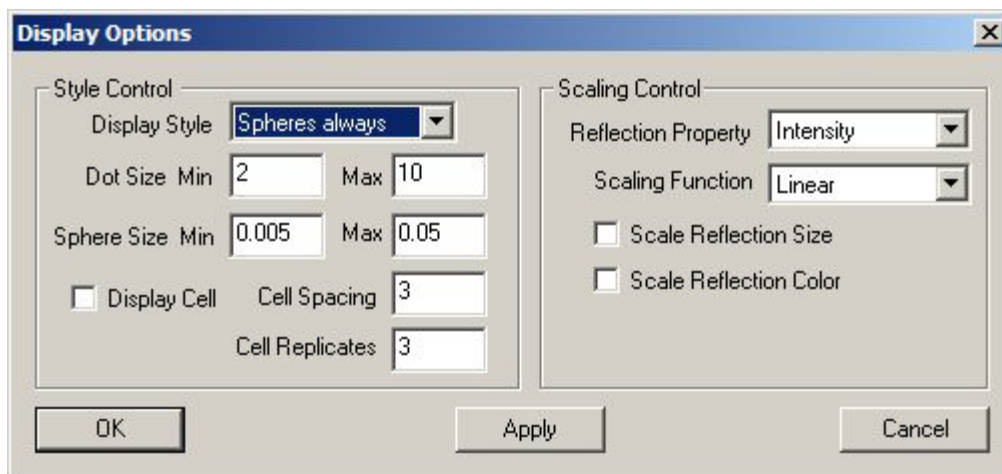 Display Options
Style Control
Display Style Spheres always
Dot Size Min 2 Max 10
Sphere Size Min 0.005 Max 0.05
Display Cell Cell Spacing 3
Cell Replicates 3
Scaling Control
Reflection Property Intensity
Scaling Function Linear
Scale Reflection Size
Scale Reflection Color
OK Apply Cancel